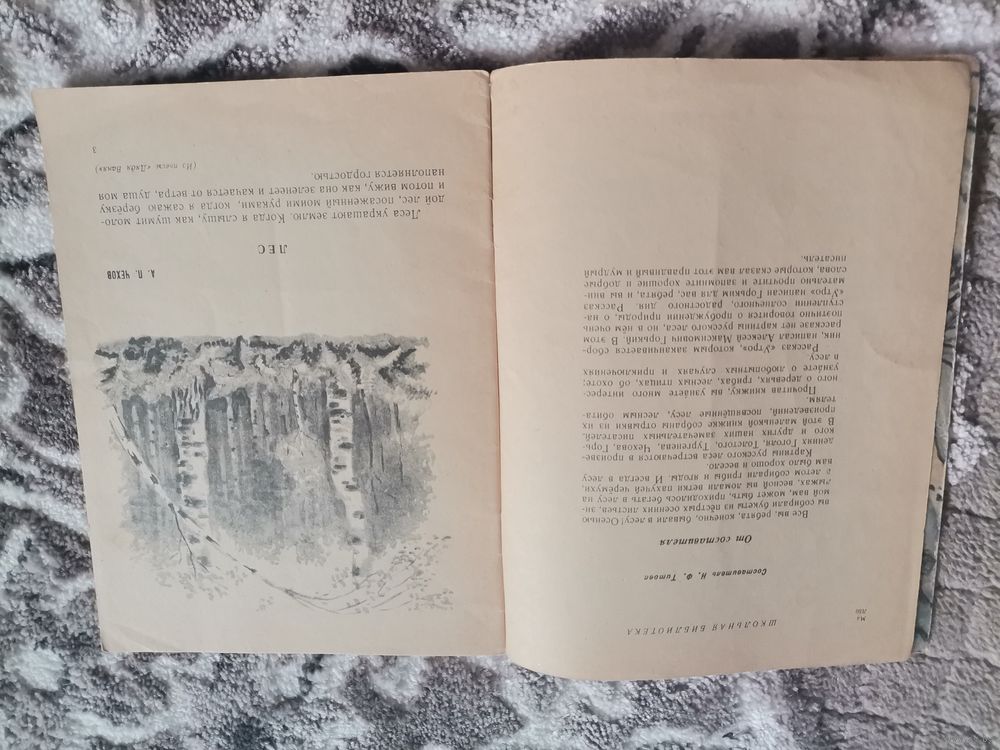 ШКОЛЬНАЯ БИБЛИОТЕКА
Составитель Н. Ф. Титова
От составителя
Все вы, ребята, конечно, бывали в лесу! Осенью
вы собирали букеты из пёстрых осенних листьев, зи-
мой вам, может быть, приходилось бегать в лесу на
лыжах, весной вы ломали ветки пахучей черёмухи,
а летом собирали грибы и ягоды. И всегда в лесу
вам было хорошо и весело.
Картины русского леса встречаются в произве-
дениях Гоголя, Толстого, Тургенева, Чехова, Горь-
кого и других наших замечательных писателей.
В этой маленькой книжке собраны отрывки из их
произведений, посвящённые лесу, лесным обита-
телям.
Прочитав книжку, вы узнаете много интерес-
ного о деревьях, грибах, лесных птицах, об охоте;
узнаете о любопытных случаях и приключениях
в лесу.
Рассказ «Утро», которым заканчивается сбор-
ник, написал Алексей Максимович Горький. В этом
рассказе нет картины русского леса, но в нём очень
поэтично говорится о пробуждении природы, о на-
ступлении солнечного, радостного дня. Рассказ
«Утро» написан Горьким для вас, ребята, и вы вни-
мательно прочтите и запомните хорошие и добрые
слова, которые сказал вам этот правдивый и мудрый
писатель.
А. П. ЧЕХОВ
ЛЕС
Леса украшают землю. Когда я слышу, как шумит моло-
дой лес, посаженный моими руками, когда я сажаю берёзку
и потом вижу, как она зеленеет и качается от ветра, душа моя
наполняется гордостью.
(Из пьесы «Дядя Ваня»)
3